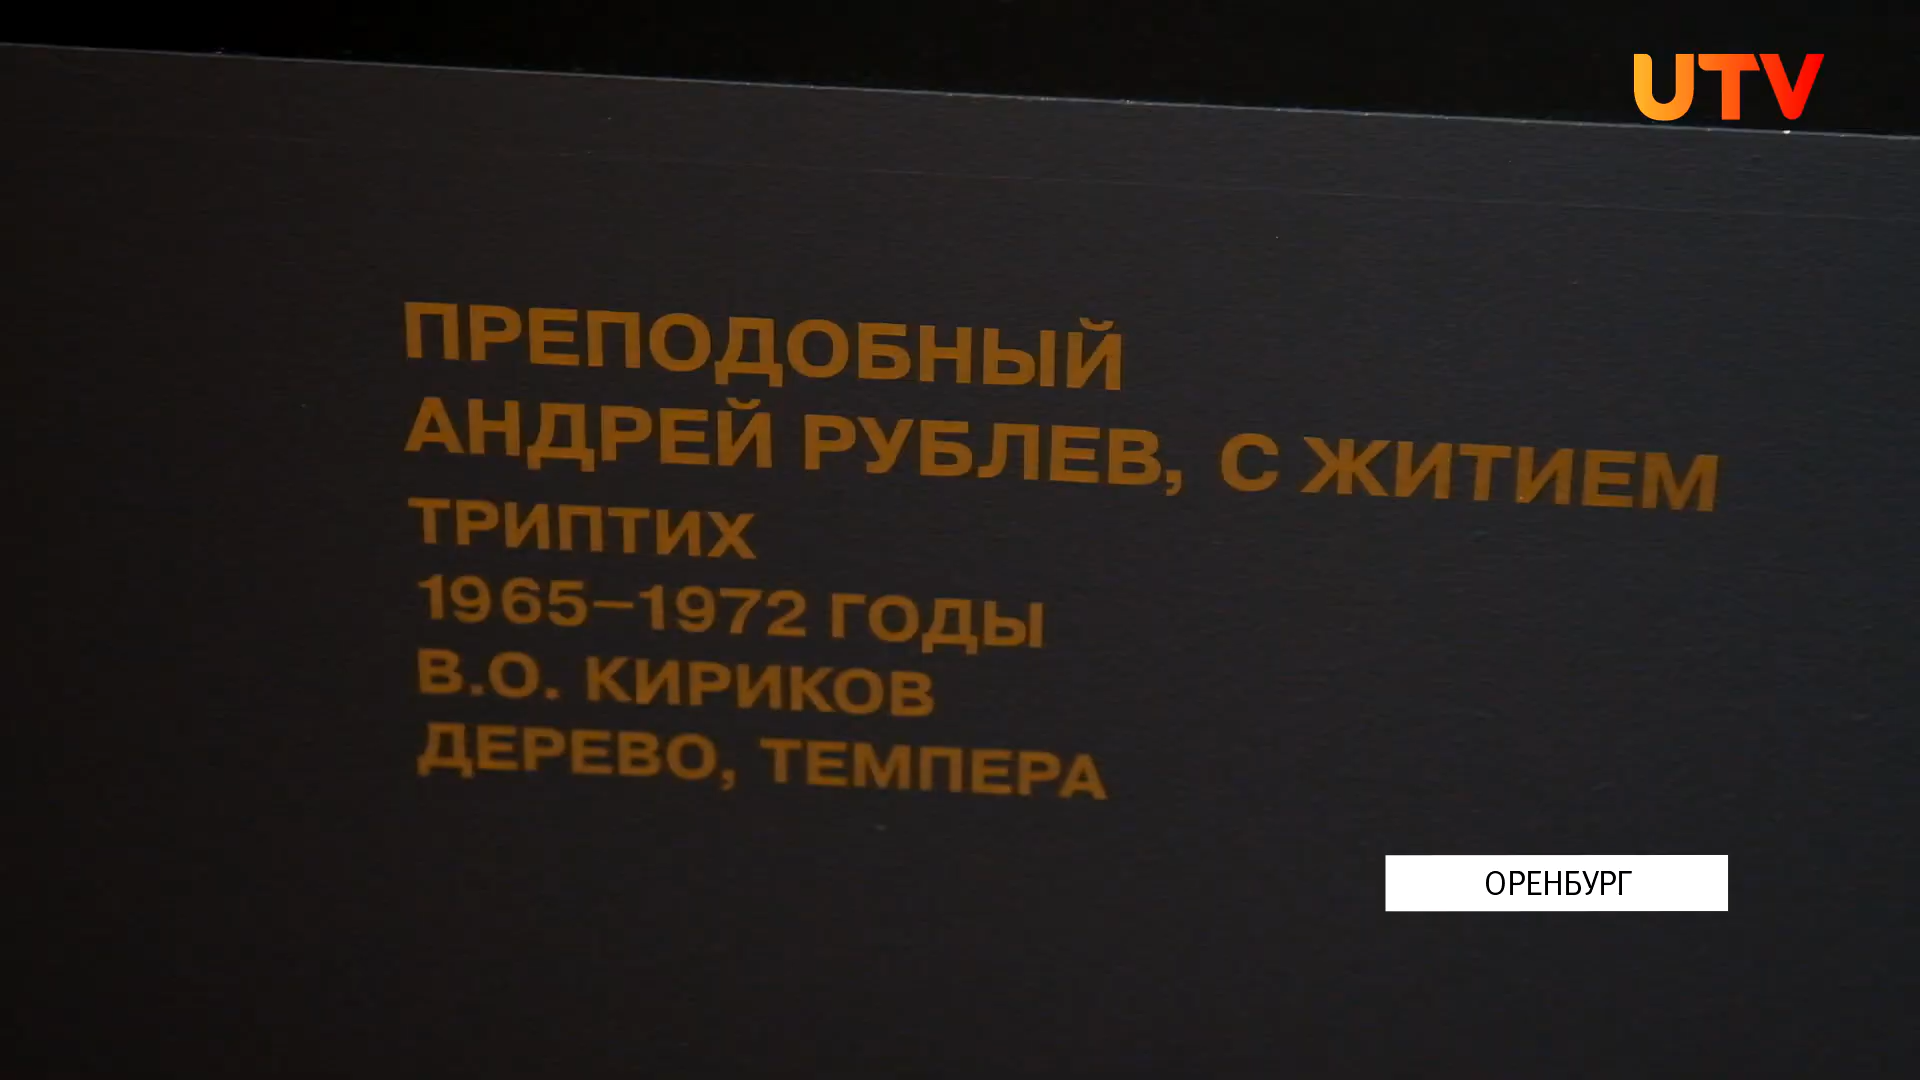 UTV
ПРЕПОДОБНЫЙ
АНДРЕЙ РУБЛЕВ, С ЖИТИЕМ
ТРИПТИХ
1965–1972 ГОДЫ
В.О. КИРИКОВ
ДЕРЕВО, ТЕМПЕРА
ОРЕНБУРГ